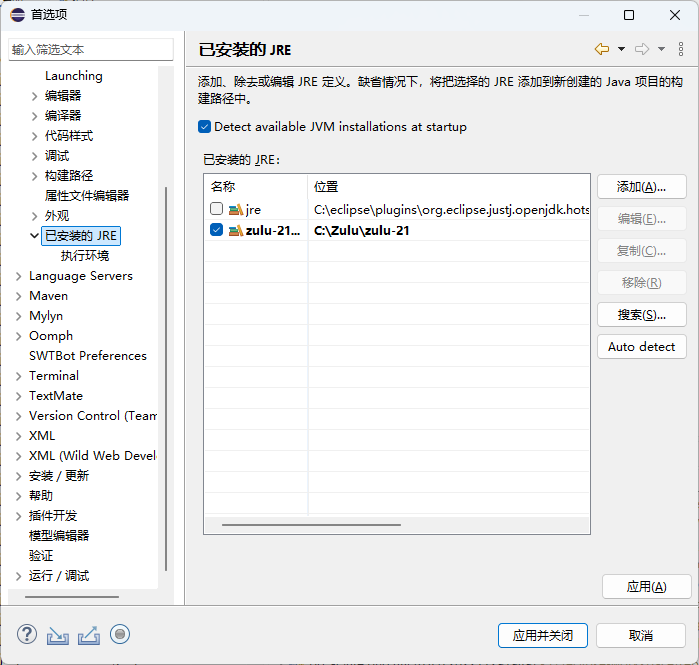 首选项
输入筛选文本
Launching
编辑器
编译器
代码样式
调试
构建路径
属性文件编辑器
外观
已安装的 JRE
执行环境
Language Servers
Maven
Mylyn
Oomph
SWTBot Preferences
Terminal
TextMate
Version Control (Team
XML
XML (Wild Web Devel
安装 / 更新
帮助
插件开发
模型编辑器
验证
运行 / 调试
已安装的 JRE
添加、除去或编辑 JRE 定义。缺省情况下，将把选择的 JRE 添加到新创建的 Java 项目的构
建路径中。
Detect available JVM installations at startup
已安装的 JRE：
名称 位置
jre C:\eclipse\plugins\org.eclipse.justj.openjdk.hots
zulu-21... C:\Zulu\zulu-21
添加(A)...
编辑(E)...
复制(C)...
移除(R)
搜索(S)...
Auto detect
应用(A)
应用并关闭
取消